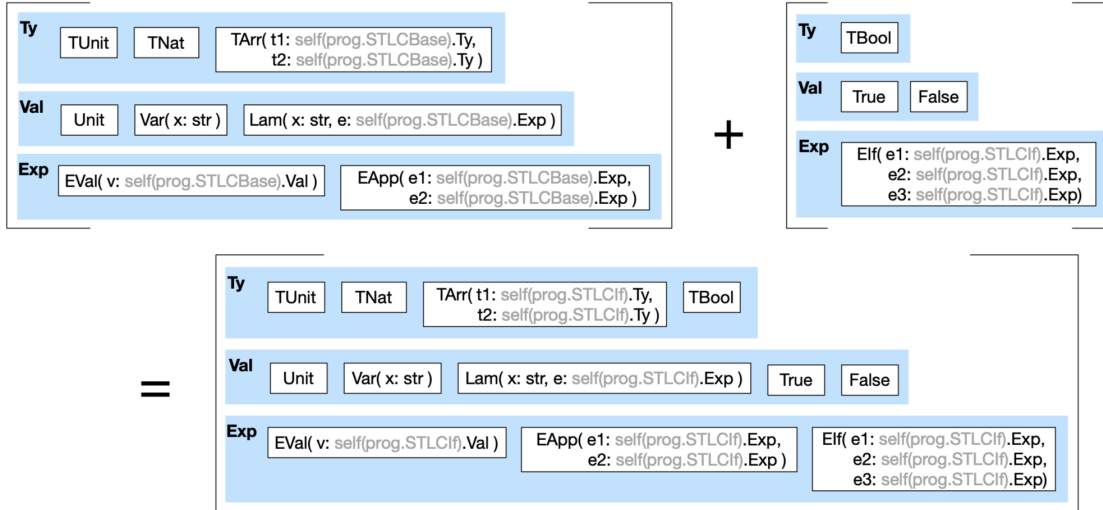 Ty
TUnit TNat TArr( t1: self(prog.STLCBase).Ty,
t2: self(prog.STLCBase).Ty )
Val
Unit Var( x: str ) Lam( x: str, e: self(prog.STLCBase).Exp )
Exp
EVal( v: self(prog.STLCBase).Val ) EApp( e1: self(prog.STLCBase).Exp,
e2: self(prog.STLCBase).Exp )
+
Ty
TBool
Val
True False
Exp
EIf( e1: self(prog.STLCIf).Exp,
e2: self(prog.STLCIf).Exp,
e3: self(prog.STLCIf).Exp)
=
Ty
TUnit TNat TArr( t1: self(prog.STLCIf).Ty, TBool
t2: self(prog.STLCIf).Ty )
Val
Unit Var( x: str ) Lam( x: str, e: self(prog.STLCIf).Exp ) True False
Exp
EVal( v: self(prog.STLCIf).Val ) EApp( e1: self(prog.STLCIf).Exp, EIf( e1: self(prog.STLCIf).Exp,
e2: self(prog.STLCIf).Exp ) e2: self(prog.STLCIf).Exp,
e3: self(prog.STLCIf).Exp)